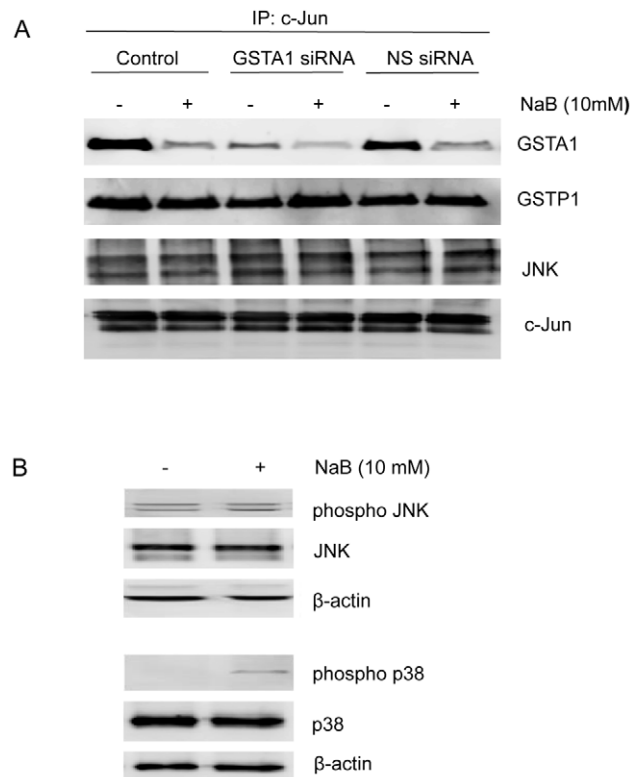 A
IP: c-Jun
Control GSTA1 siRNA NS siRNA
- + - + - + NaB (10mM)
GSTA1
GSTP1
JNK
c-Jun
B
- + NaB (10 mM)
phospho JNK
JNK
β-actin
phospho p38
p38
β-actin